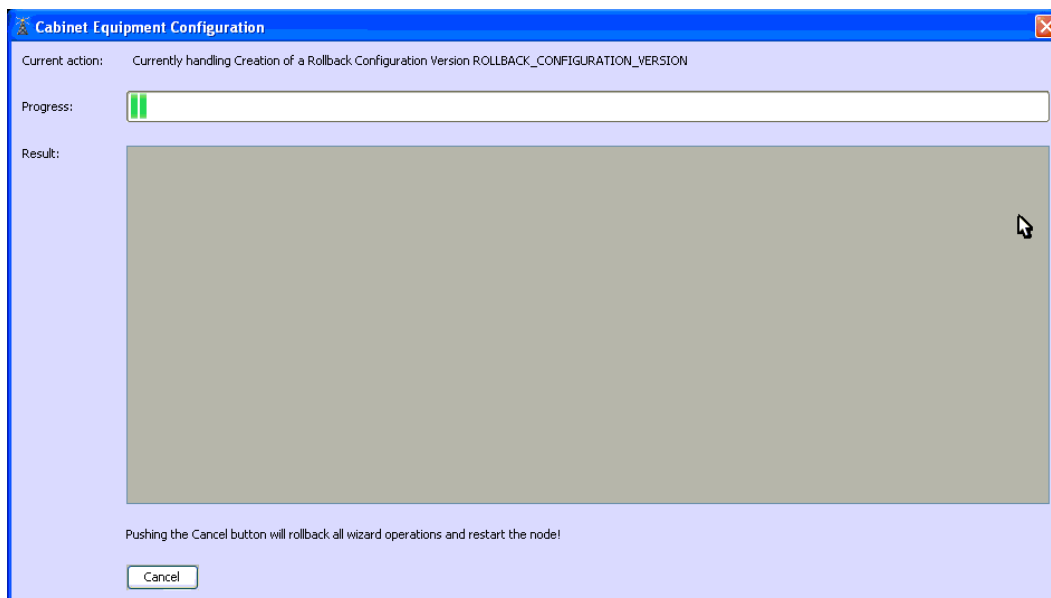 Cabinet Equipment Configuration
Current action: Currently handling Creation of a Rollback Configuration Version ROLLBACK_CONFIGURATION_VERSION
Progress:
Result:
Pushing the Cancel button will rollback all wizard operations and restart the node!
Cancel